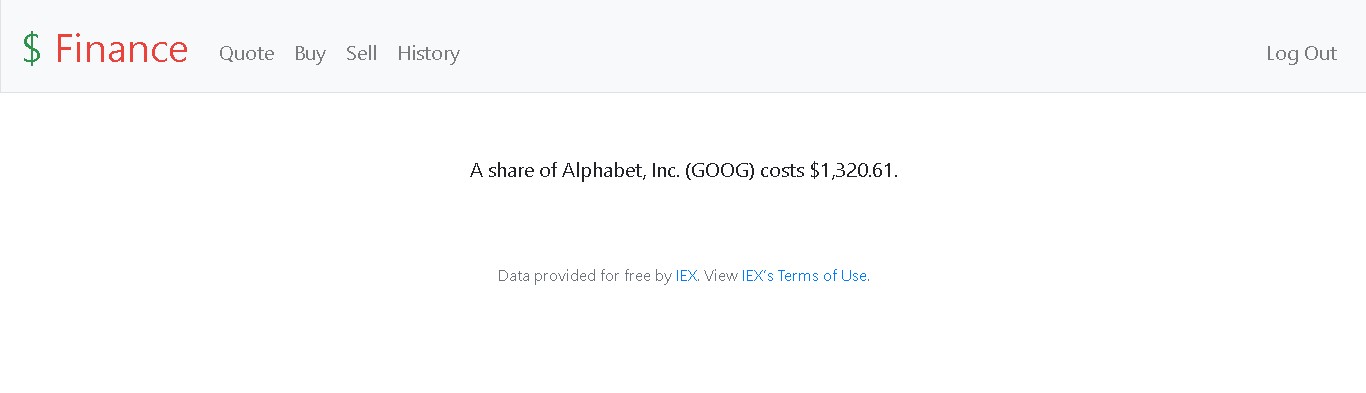 $ Finance Quote Buy Sell History Log Out
A share of Alphabet, Inc. (GOOG) costs $1,320.61.
Data provided for free by IEX. View IEX's Terms of Use.